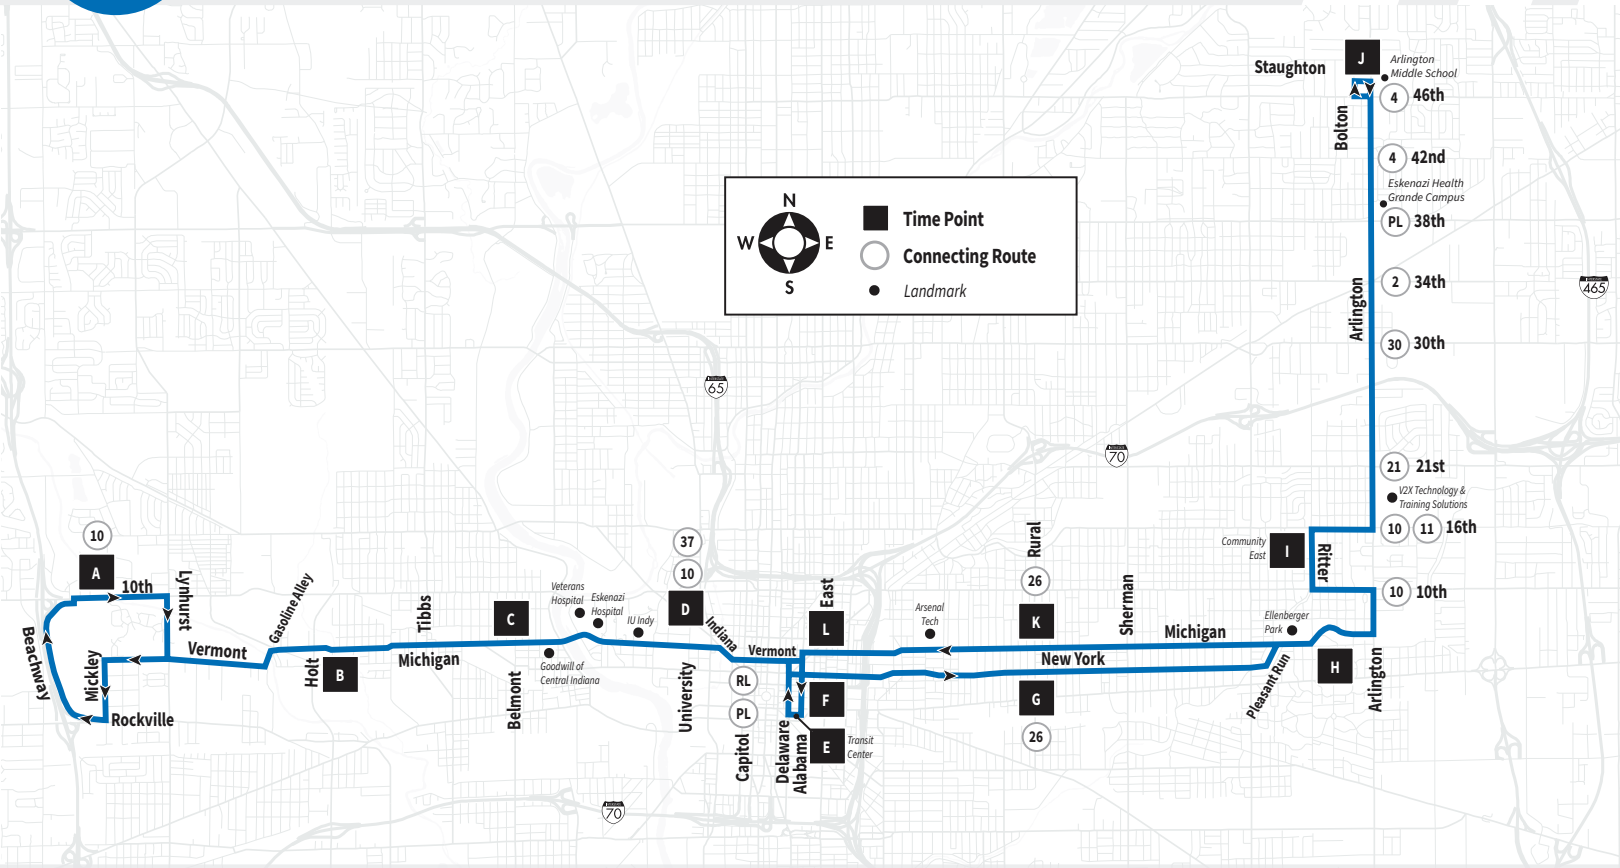 J
Arlington
Middle School
Staughton
4 46th
Bolton
4 42nd
Eskenazi Health
Grande Campus
PL 38th
N
W E
S
Time Point
Connecting Route
Landmark
2 34th
465
Arlington
30 30th
65
70
21 21st
V2X Technology &
Training Solutions
10 11 16th
Community
East
I
Ritter
10 10th
10
A
10th
Lynhurst
Beachway
Mickley
Rockville
Vermont
Gasoline Alley
Holt
B
Tibbs
Michigan
C
Belmont
Veterans
Hospital
Eskenazi
Hospital
IU Indy
Goodwill of
Central Indiana
37
10
D
Indiana
University
Vermont
RL
PL
Capitol
Delaware
Alabama
East
L
F
E
Transit
Center
Arsenal
Tech
Rural
26
K
New York
G
26
Sherman
Michigan
Ellenberger
Park
Pleasant Run
H
Arlington
70